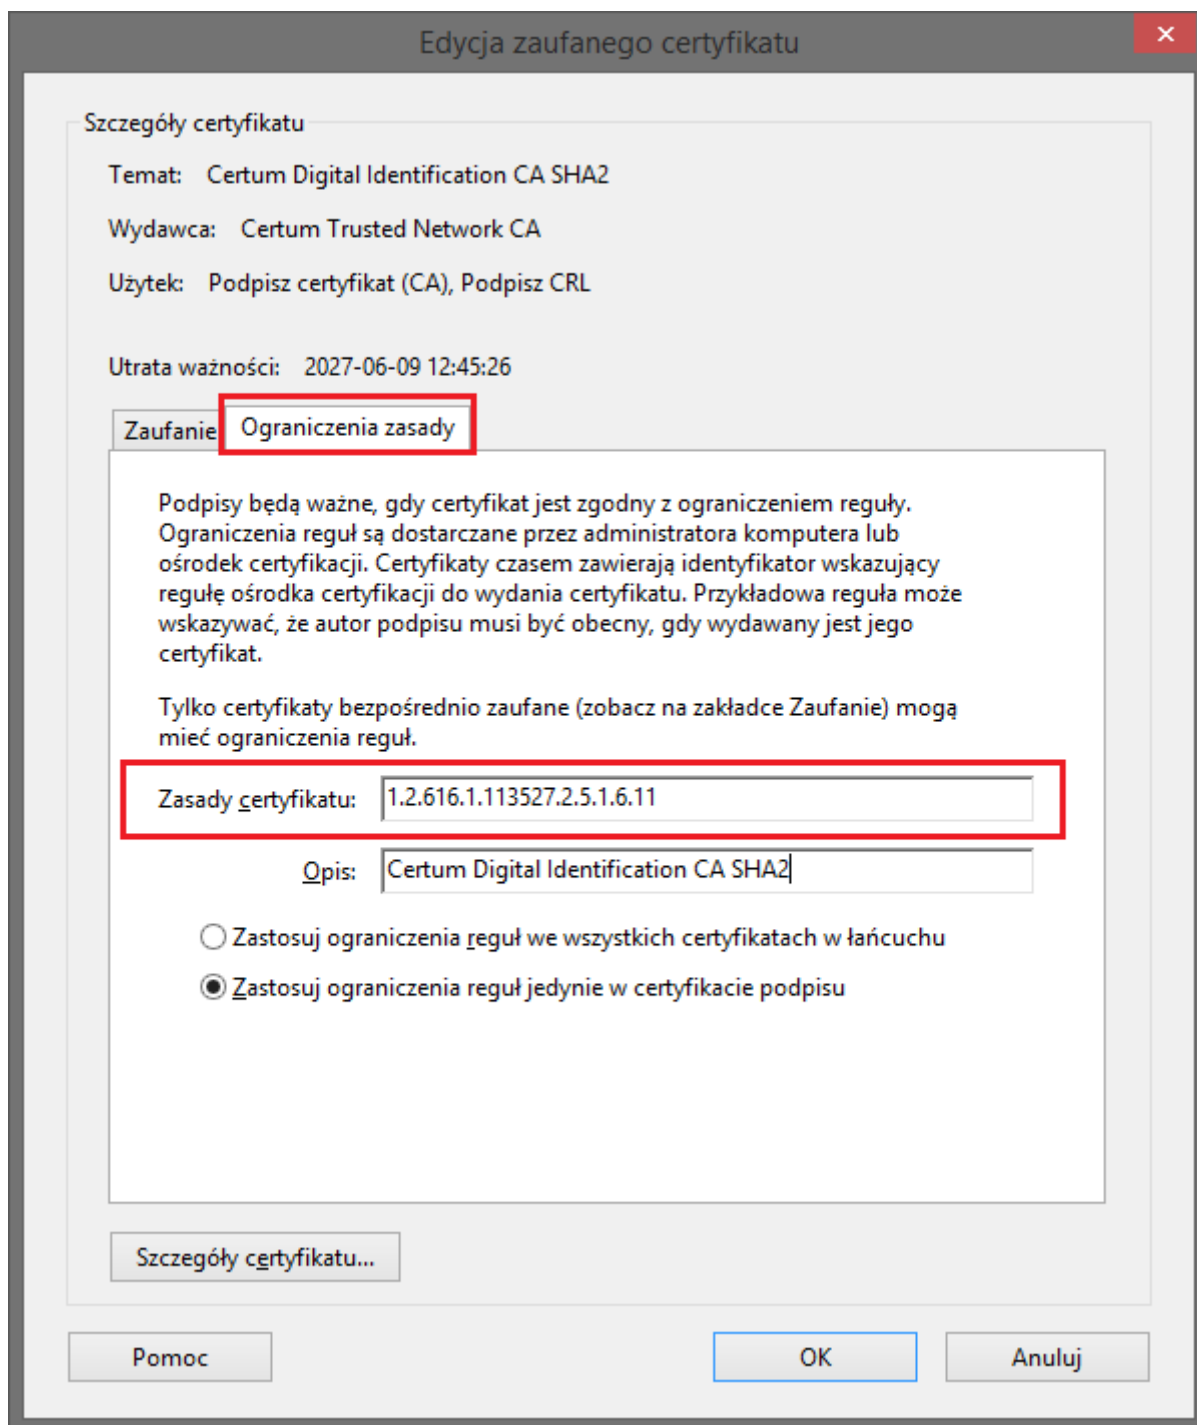 Edycja zaufanego certyfikatu
Szczegóły certyfikatu
Temat: Certum Digital Identification CA SHA2
Wydawca: Certum Trusted Network CA
Użytek: Podpisz certyfikat (CA), Podpisz CRL
Utrata ważności: 2027-06-09 12:45:26
Zaufanie Ograniczenia zasady
Podpisy będą ważne, gdy certyfikat jest zgodny z ograniczeniem reguły.
Ograniczenia reguł są dostarczane przez administratora komputera lub
ośrodek certyfikacji. Certyfikaty czasem zawierają identyfikator wskazujący
regułę ośrodka certyfikacji do wydania certyfikatu. Przykładowa reguła może
wskazywać, że autor podpisu musi być obecny, gdy wydawany jest jego
certyfikat.
Tylko certyfikaty bezpośrednio zaufane (zobacz na zakładce Zaufanie) mogą
mieć ograniczenia reguł.
Zasady certyfikatu: 1.2.616.1.113527.2.5.1.6.11
Opis: Certum Digital Identification CA SHA2
Zastosuj ograniczenia reguł we wszystkich certyfikatach w łańcuchu
Zastosuj ograniczenia reguł jedynie w certyfikacie podpisu
Szczegóły certyfikatu...
Pomoc OK Anuluj